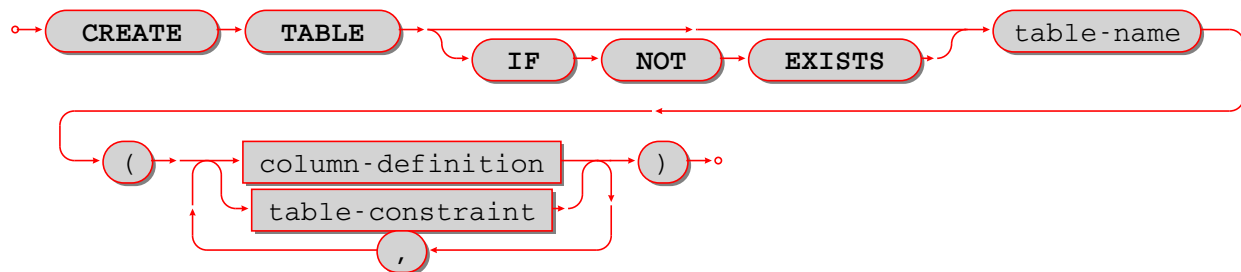 CREATE TABLE table-name
IF NOT EXISTS
( column-definition )
table-constraint
,